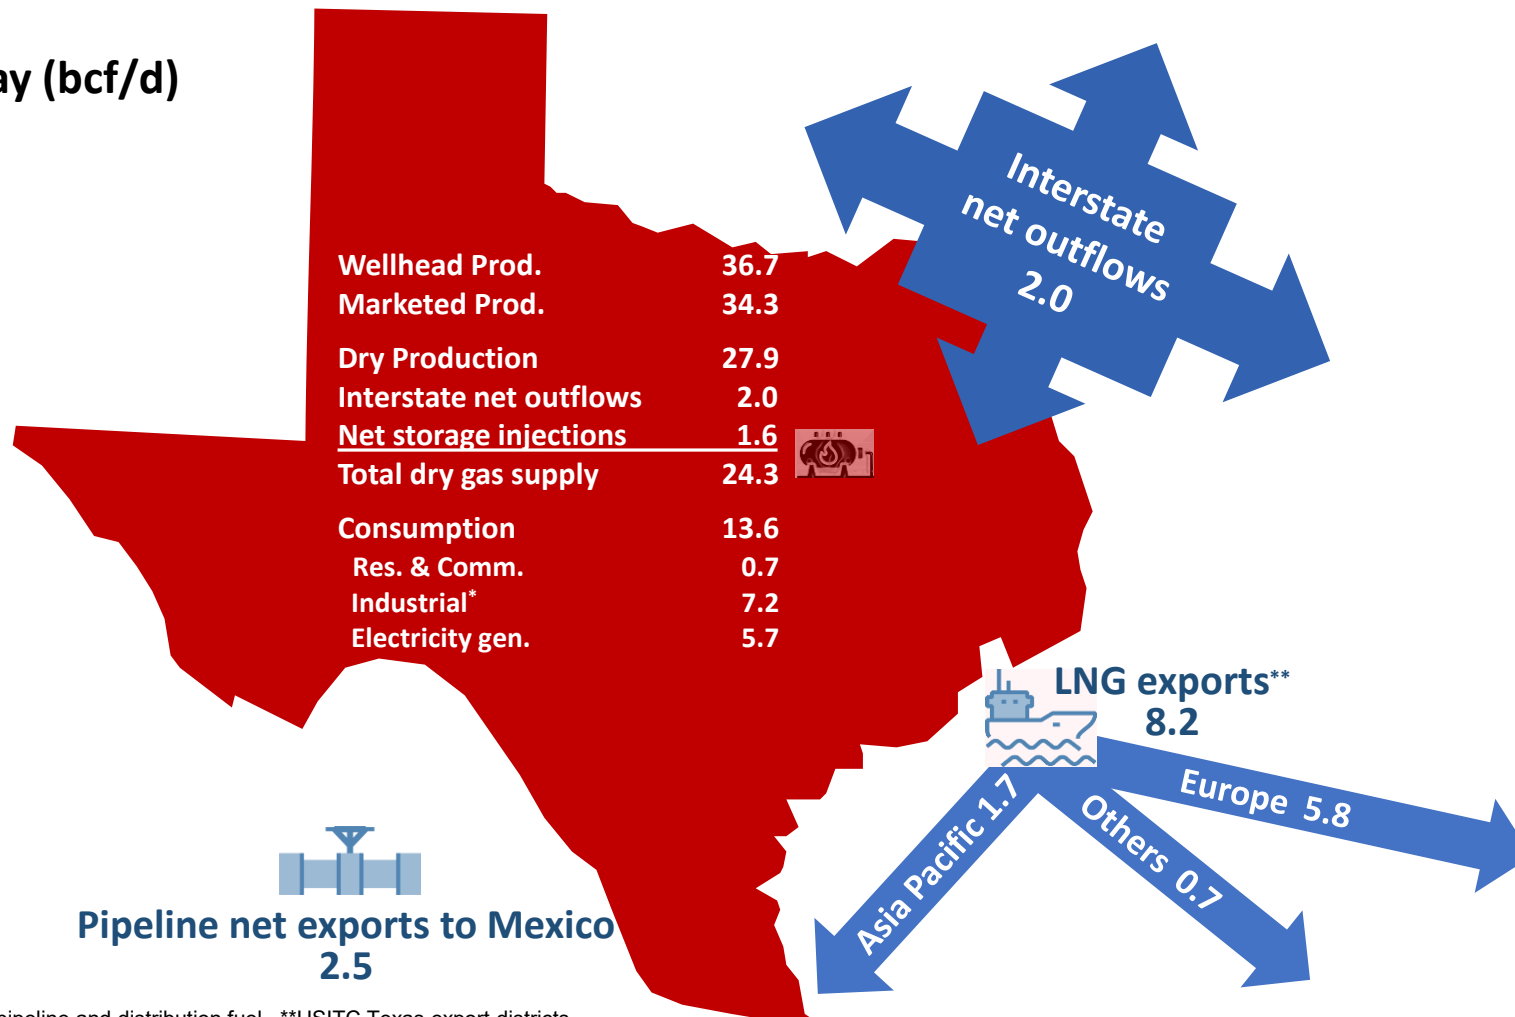 ay (bcf/d)
Interstate
net outflows
2.0
Wellhead Prod. 36.7
Marketed Prod. 34.3
Dry Production 27.9
Interstate net outflows 2.0
Net storage injections 1.6
Total dry gas supply 24.3
Consumption 13.6
Res. & Comm. 0.7
Industrial* 7.2
Electricity gen. 5.7
LNG exports**
8.2
Europe 5.8
Others 0.7
Asia Pacific 1.7
Pipeline net exports to Mexico
2.5
pipeline and distribution fuel. **USITC Texas export districts